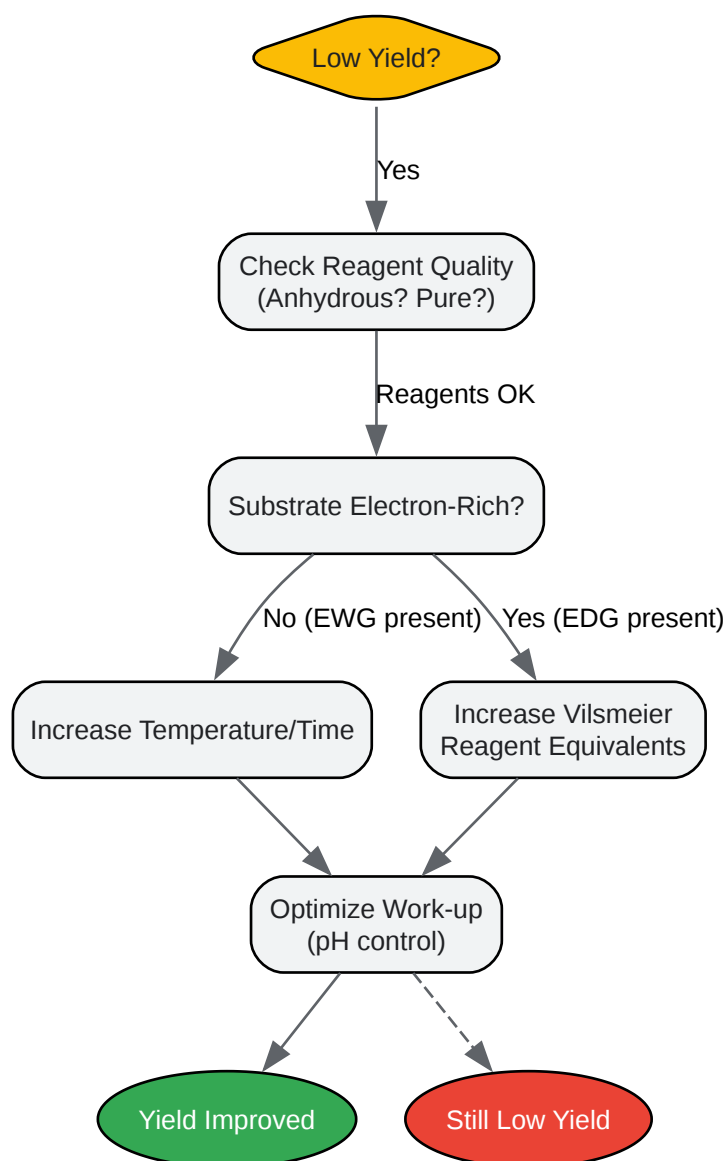 Low Yield?
Yes
Check Reagent Quality
(Anhydrous? Pure?)
Reagents OK
Substrate Electron-Rich?
No (EWG present)
Yes (EDG present)
Increase Temperature/Time
Increase Vilsmeier
Reagent Equivalents
Optimize Work-up
(pH control)
Yield Improved
Still Low Yield